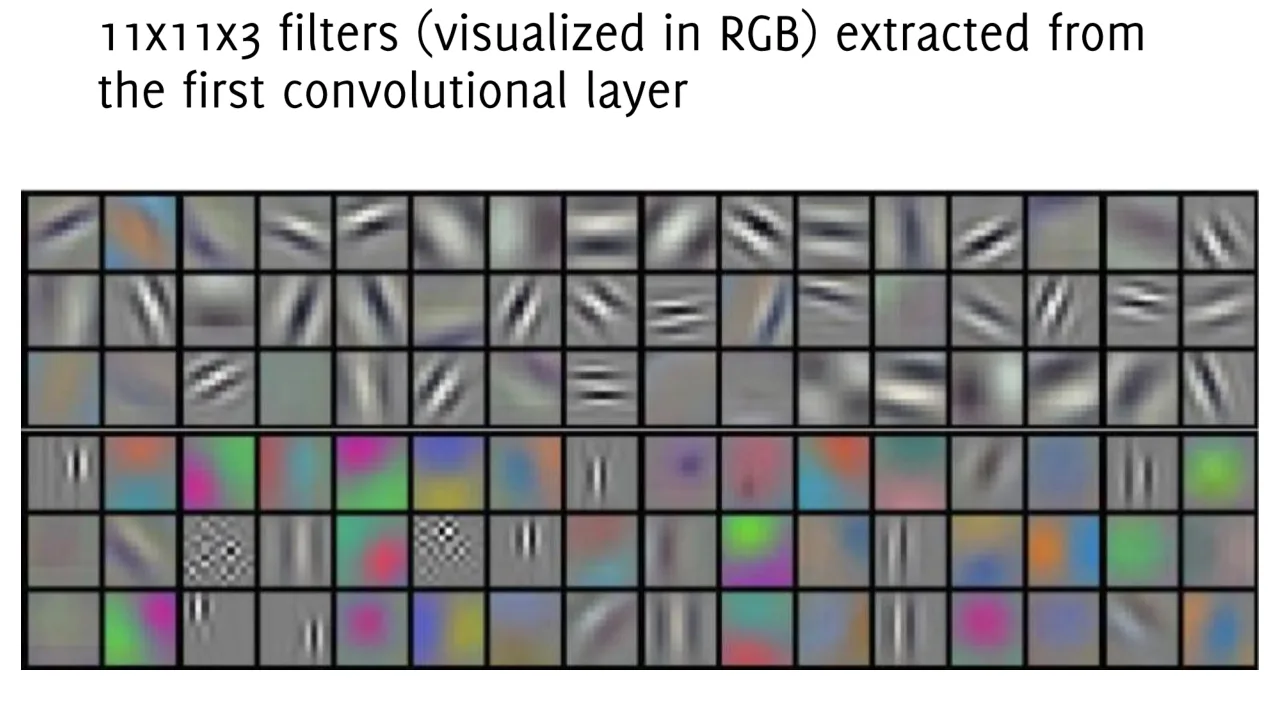 11x11x3 filters (visualized in RGB) extracted from
the first convolutional layer